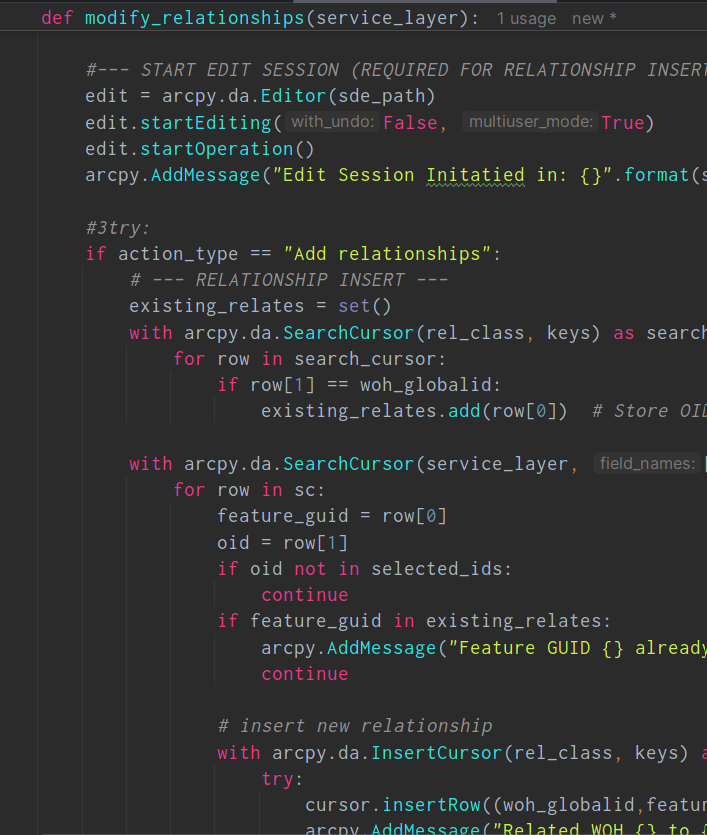 def modify_relationships(service_layer): 1 usage new *
#--- START EDIT SESSION (REQUIRED FOR RELATIONSHIP INSERT
edit = arcpy.da.Editor(sde_path)
edit.startEditing( with_undo: False, multiuser_mode: True)
edit.startOperation()
arcpy.AddMessage("Edit Session Initatied in: {}".format(s
#3try:
if action_type == "Add relationships":
# --- RELATIONSHIP INSERT ---
existing_relates = set()
with arcpy.da.SearchCursor(rel_class, keys) as search
for row in search_cursor:
if row[1] == woh_globalid:
existing_relates.add(row[0]) # Store OID
with arcpy.da.SearchCursor(service_layer, field_names: [
for row in sc:
feature_guid = row[0]
oid = row[1]
if oid not in selected_ids:
continue
if feature_guid in existing_relates:
arcpy.AddMessage("Feature GUID {} already
continue
# insert new relationship
with arcpy.da.InsertCursor(rel_class, keys) a
try:
cursor.insertRow((woh_globalid,featur
arcpy.AddMessage("Related WOH {} to {